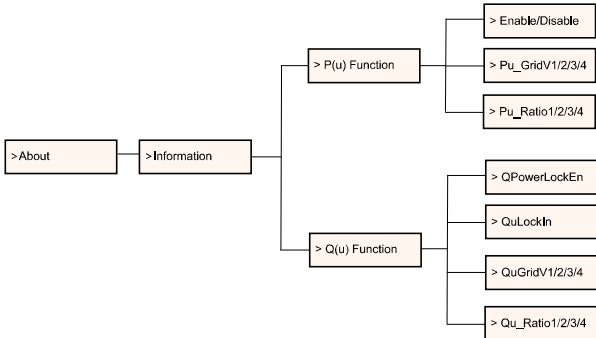 >About
>Information
> P(u) Function
> Enable/Disable
> Pu_GridV1/2/3/4
> Pu_Ratio1/2/3/4
> Q(u) Function
> QPowerLockEn
> QuLockIn
> QuGridV1/2/3/4
> Qu_Ratio1/2/3/4